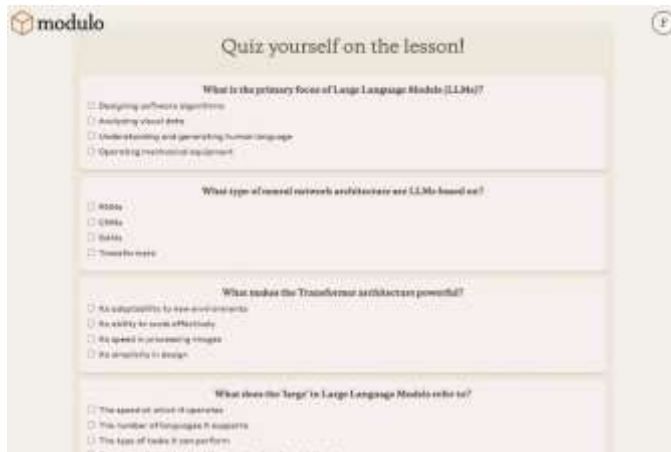 modulo
Quiz yourself on the lesson!
What is the primary focus of Large Language Models (LLMs)?
Designing software algorithms
Analyzing visual data
Understanding and generating human language
Operating mechanical equipment
What type of neural network architecture are LLMs based on?
RNNs
CNNs
GANs
Transformers
What makes the Transformer architecture powerful?
Its adaptability to new environments
Its ability to scale effectively
Its speed in processing images
Its simplicity in design
What does the 'large' in Large Language Models refer to?
The speed at which it operates
The number of languages it supports
The type of tasks it can perform